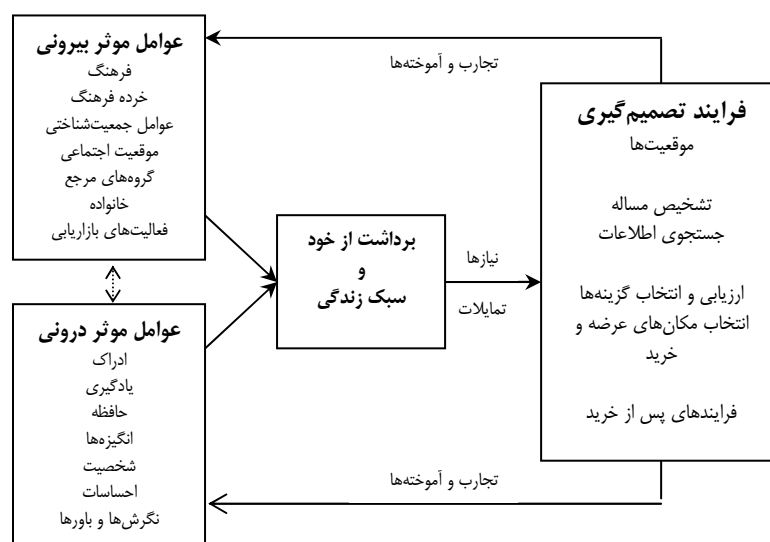 عوامل موثر بیرونی
فرهنگ
خرده فرهنگ
عوامل جمعیت‌شناختی
موقعیت اجتماعی
گروه‌های مرجع
خانواده
فعالیت‌های بازاریابی
تجارب و آموخته‌ها
فرایند تصمیم‌گیری
موقعیت‌ها
تشخیص مساله
جستجوی اطلاعات
ارزیابی و انتخاب گزینه‌ها
انتخاب مکان‌های عرضه و
خرید
فرایندهای پس از خرید
برداشت از خود
و
سبک زندگی
نیازها
تمایلات
عوامل موثر درونی
ادراک
یادگیری
حافظه
انگیزه‌ها
شخصیت
احساسات
نگرش‌ها و باورها
تجارب و آموخته‌ها